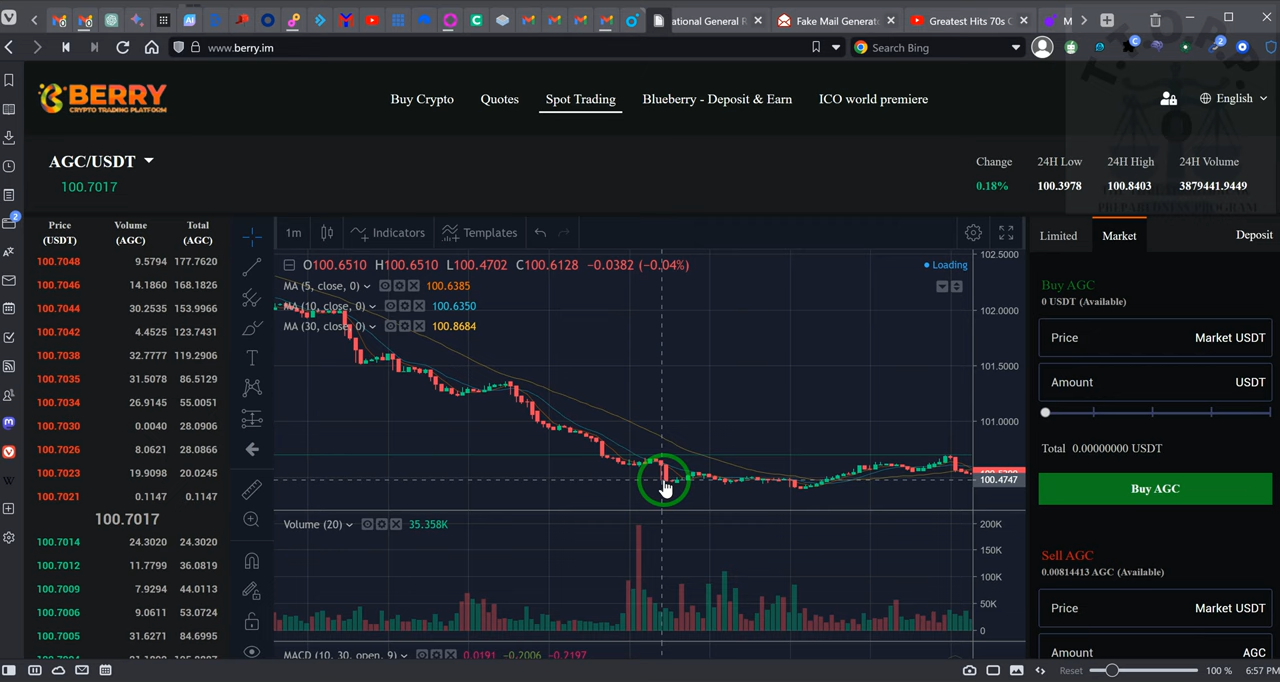 ational General R
Fake Mail Generato
Greatest Hits 70s
M
www.berry.im
Search Bing
C
2
T.H.O.R.P.
PREPAREDNESS PROGRAM
BERRY
CRYPTO TRADING PLATFOOM
Buy Crypto Quotes Spot Trading Blueberry - Deposit & Earn ICO world premiere
English
AGC/USDT
100.7017
Change 24H Low 24H High 24H Volume
0.18% 100.3978 100.8403 3879441.9449
Price Volume Total
(USDT) (AGC) (AGC)
100.7048 9.5794 177.7620
100.7046 14.1860 168.1826
100.7044 30.2535 153.9966
100.7042 4.4525 123.7431
100.7038 32.7777 119.2906
100.7035 31.5078 86.5129
100.7034 26.9145 55.0051
100.7030 0.0040 28.0906
100.7026 8.0621 28.0866
100.7023 19.9098 20.0245
100.7021 0.1147 0.1147
100.7017
100.7014 24.3020 24.3020
100.7012 11.7799 36.0819
100.7009 7.9294 44.0113
100.7006 9.0611 53.0724
100.7005 31.6271 84.6995
1m Indicators Templates
O100.6510 H100.6510 L100.4702 C100.6128 -0.0382 (-0.04%)
Loading
MA (5, close, 0) 100.6385
MA (10, close, 0) 100.6350
MA (30, close, 0) 100.8684
102.5000
102.0000
101.5000
101.0000
100.4747
Volume (20) 35.358K
200K
150K
100K
50K
0
MACD (10, 30, open, 9) 0.0191 -0.2006 -0.2197
Limited Market Deposit
Buy AGC
0 USDT (Available)
Price Market USDT
Amount USDT
Total 0.00000000 USDT
Buy AGC
Sell AGC
0.00814413 AGC (Available)
Price Market USDT
Amount AGC
Reset 100 % 6:57 PM